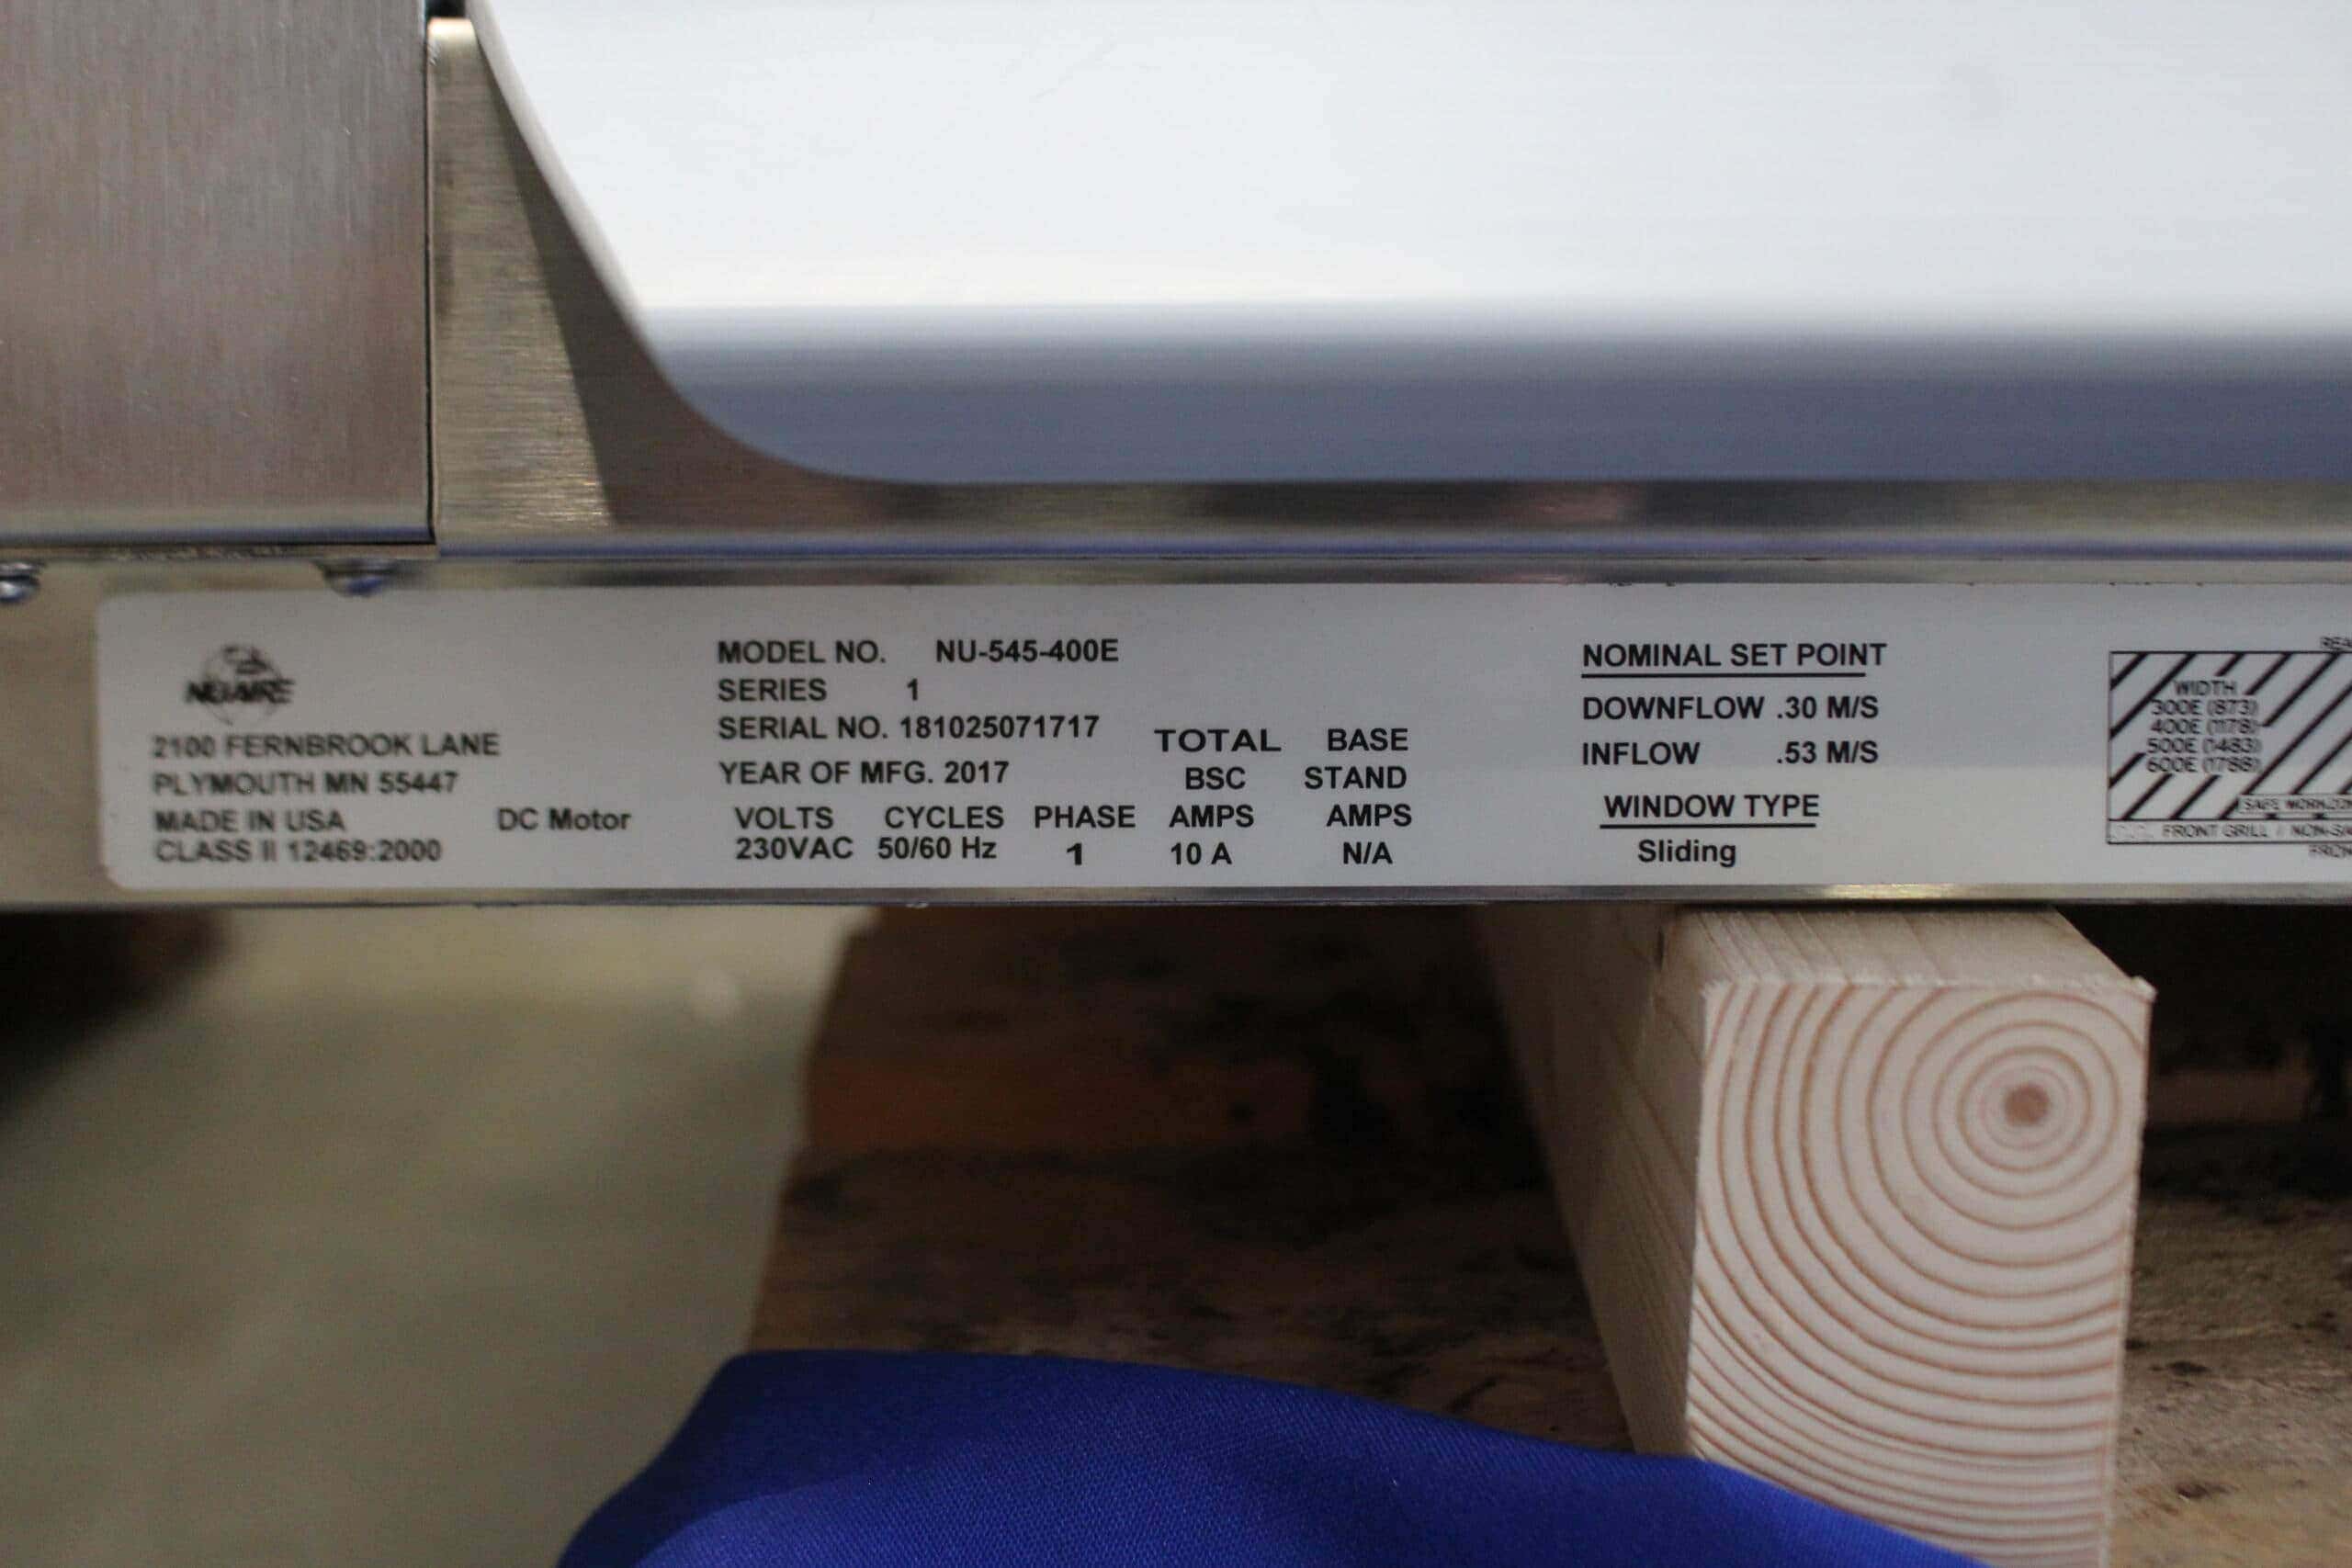 NUAIRE
2100 FERNBROOK LANE
PLYMOUTH MN 55447
MADE IN USA
CLASS II 12469:2000
DC Motor
MODEL NO. NU-545-400E
SERIES 1
SERIAL NO. 181025071717
YEAR OF MFG. 2017
TOTAL BASE
BSC STAND
VOLTS CYCLES PHASE AMPS AMPS
230VAC 50/60 Hz 1 10 A N/A
NOMINAL SET POINT
DOWNFLOW .30 M/S
INFLOW .53 M/S
WINDOW TYPE
Sliding
WIDTH
300E (873)
400E (1178)
500E (1483)
600E (1788)
SAFE
FRONT GRILL /